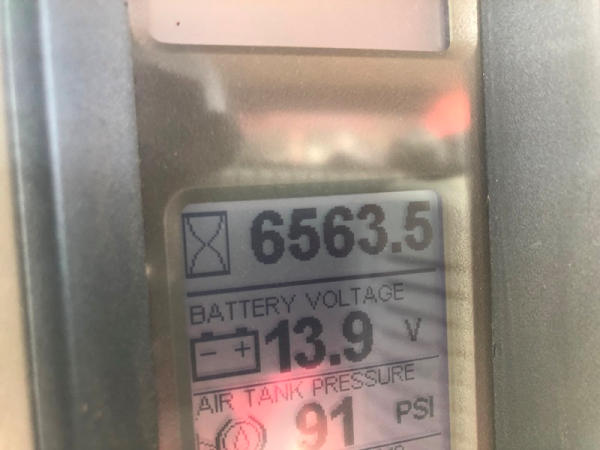 6563.5
BATTERY VOLTAGE
- + 13.9 V
AIR TANK PRESSURE
91 PSI